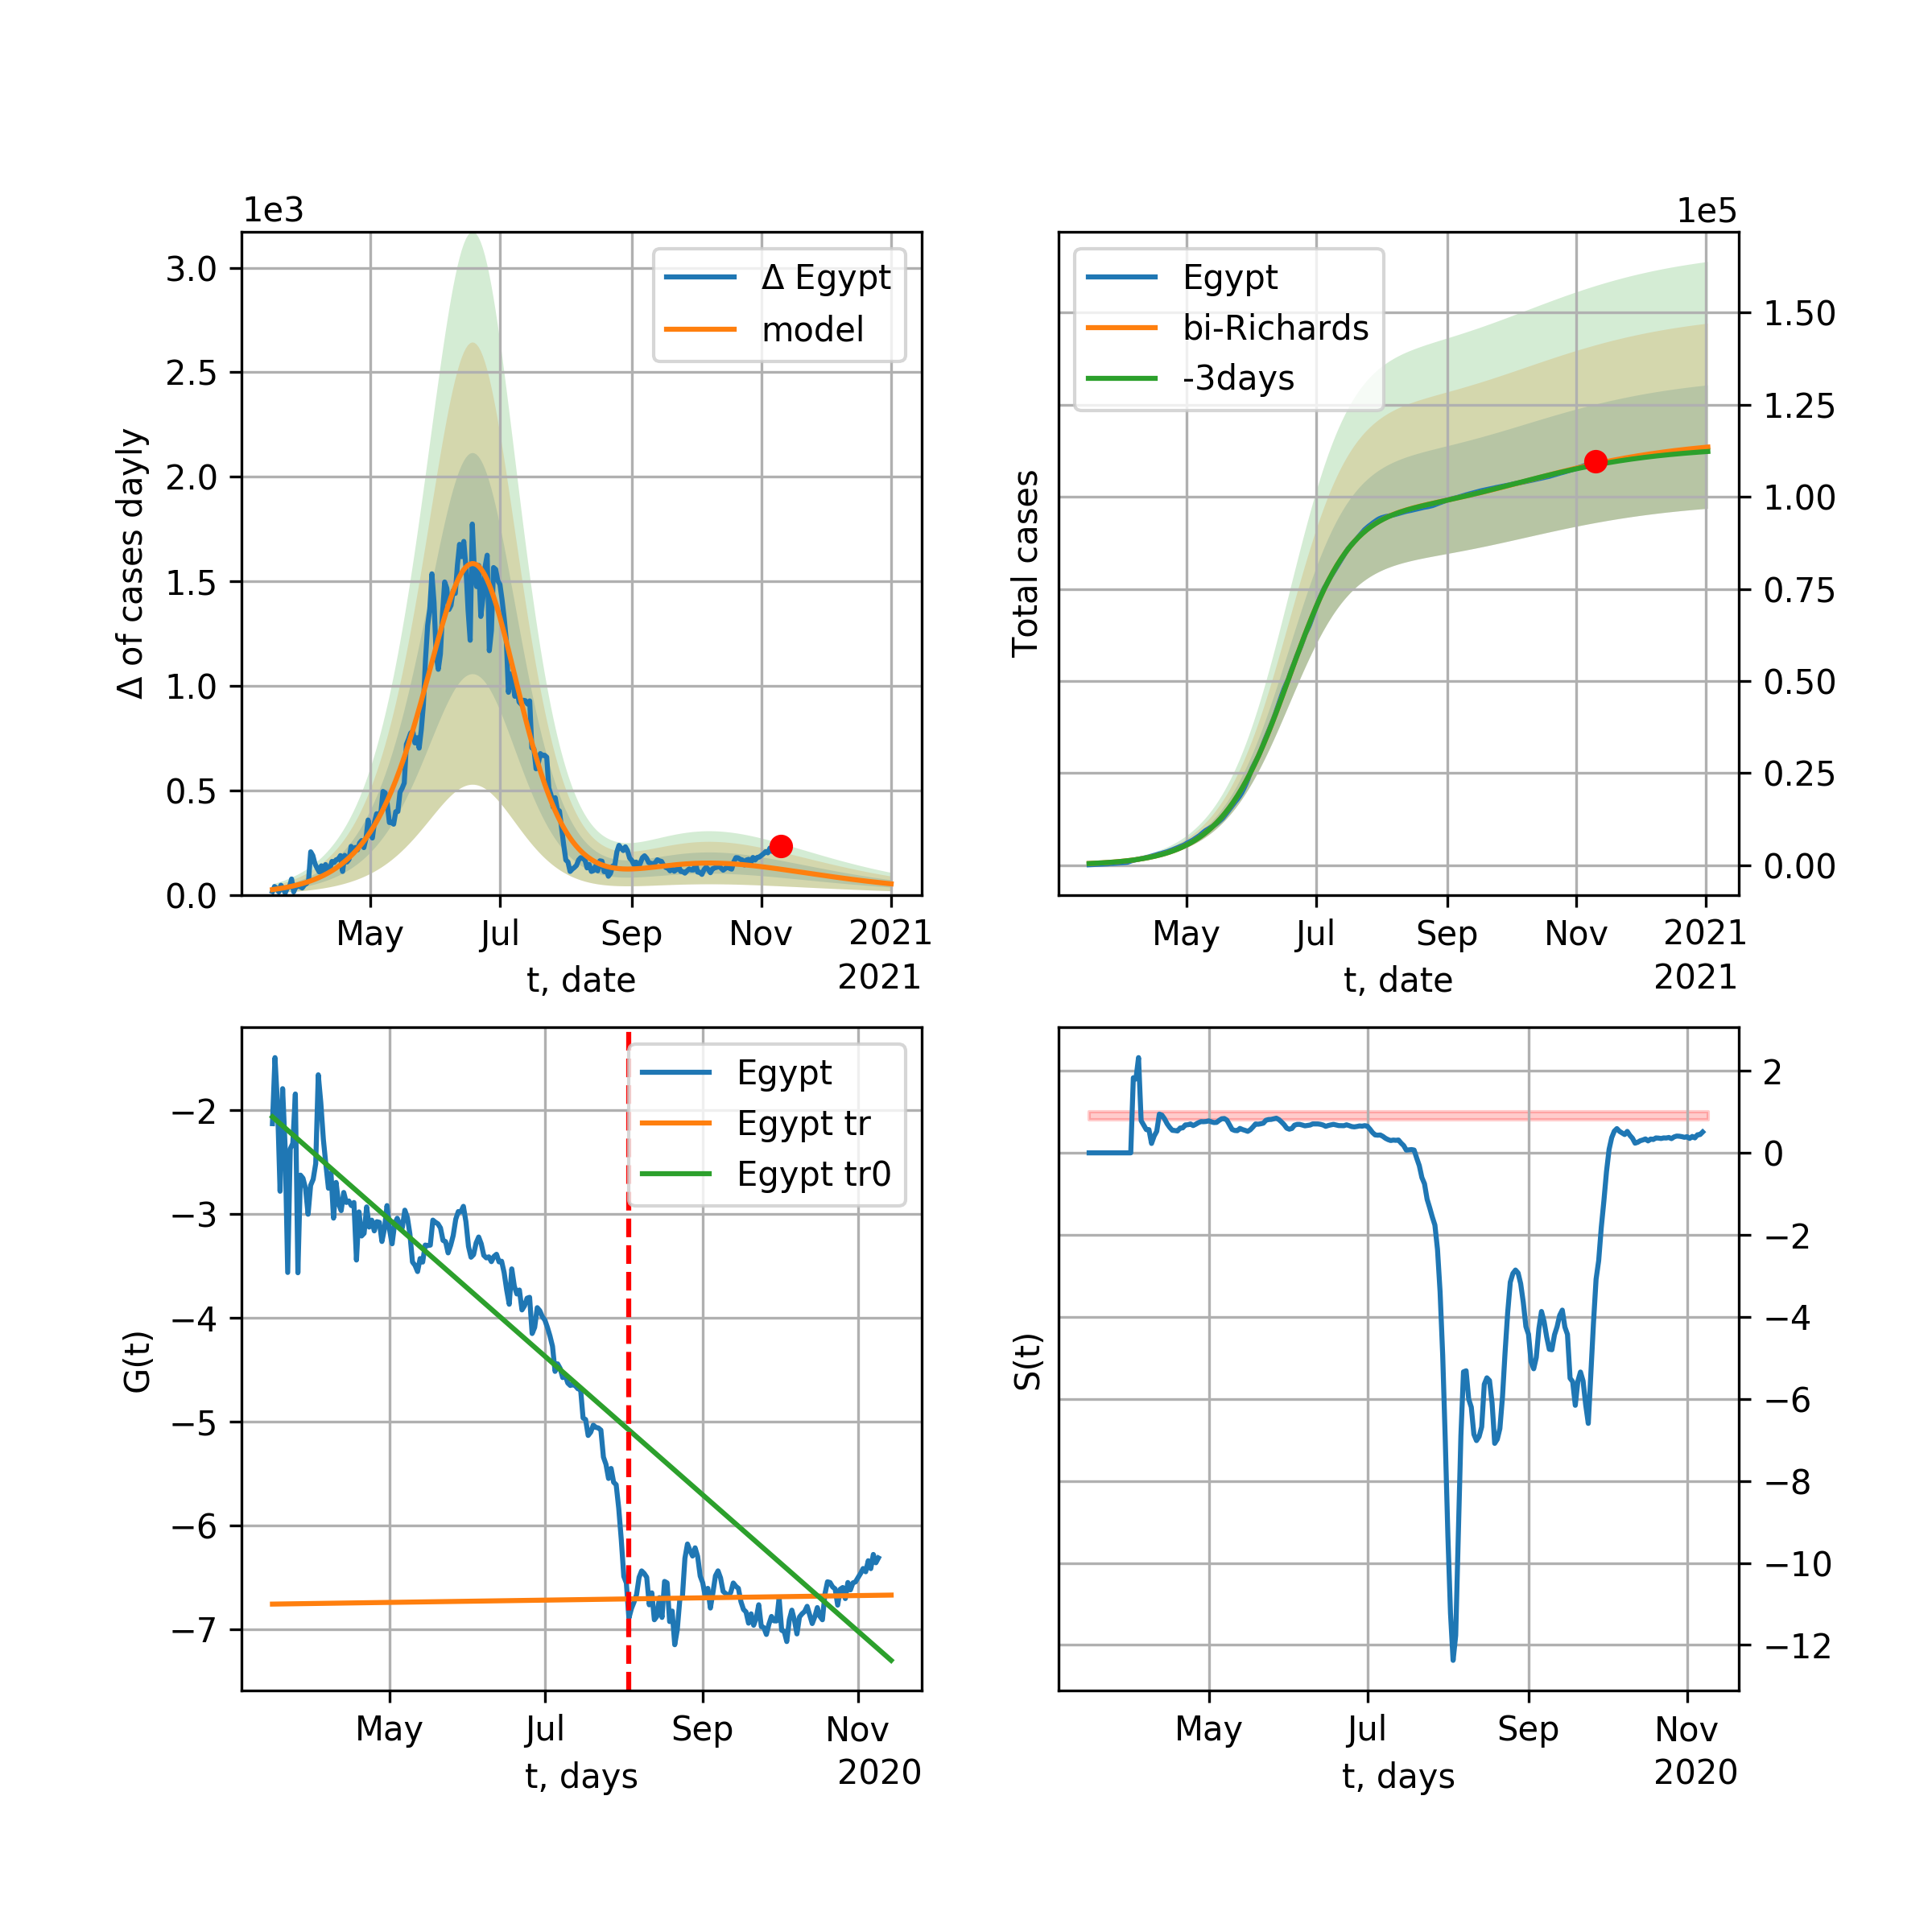 1e3
Δ of cases dayly
3.0
2.5
2.0
1.5
1.0
0.5
0.0
Δ Egypt
model
May Jul Sep Nov 2021
t, date 2021
1e5
Total cases
Egypt
bi-Richards
-3days
1.50
1.25
1.00
0.75
0.50
0.25
0.00
May Jul Sep Nov 2021
t, date 2021
G(t)
−2
−3
−4
−5
−6
−7
Egypt
Egypt tr
Egypt tr0
May Jul Sep Nov
t, days 2020
S(t)
2
0
−2
−4
−6
−8
−10
−12
May Jul Sep Nov
t, days 2020